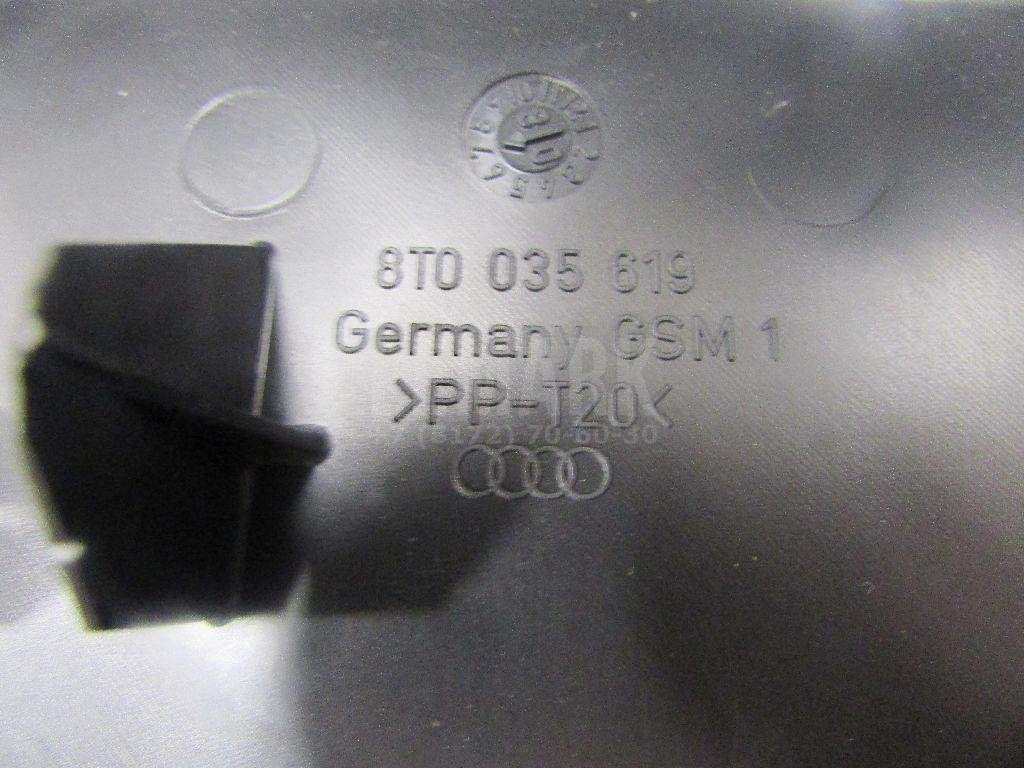 8T0 035 619
Germany GSM 1
>PP-T20<